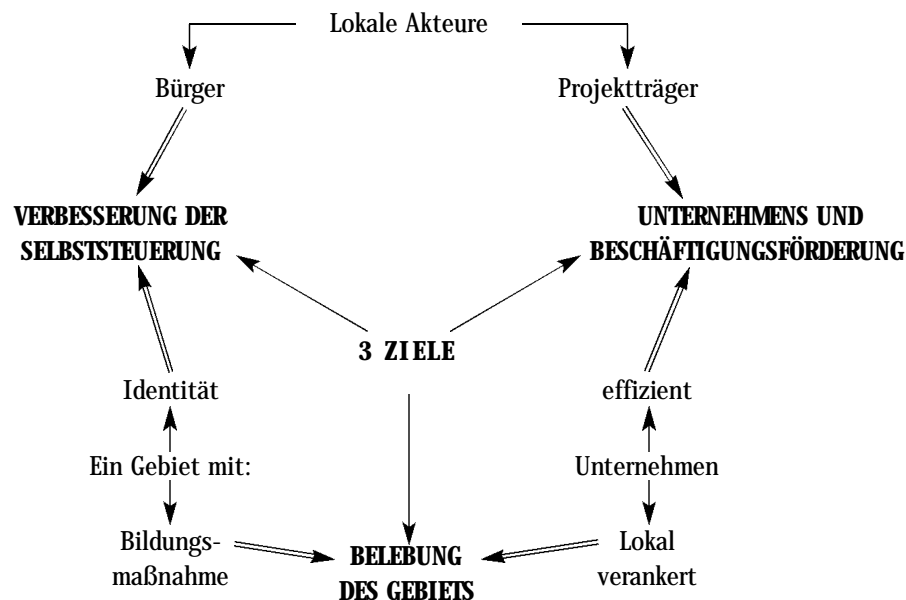 Lokale Akteure
Bürger
Projektträger
VERBESSERUNG DER
SELBSTSTEUERUNG
UNTERNEHMENS UND
BESCHÄFTIGUNGSFÖRDERUNG
3 ZIELE
Identität
effizient
Ein Gebiet mit:
Unternehmen
Bildungs-
maßnahme
BELEBUNG
DES GEBIETS
Lokal
verankert